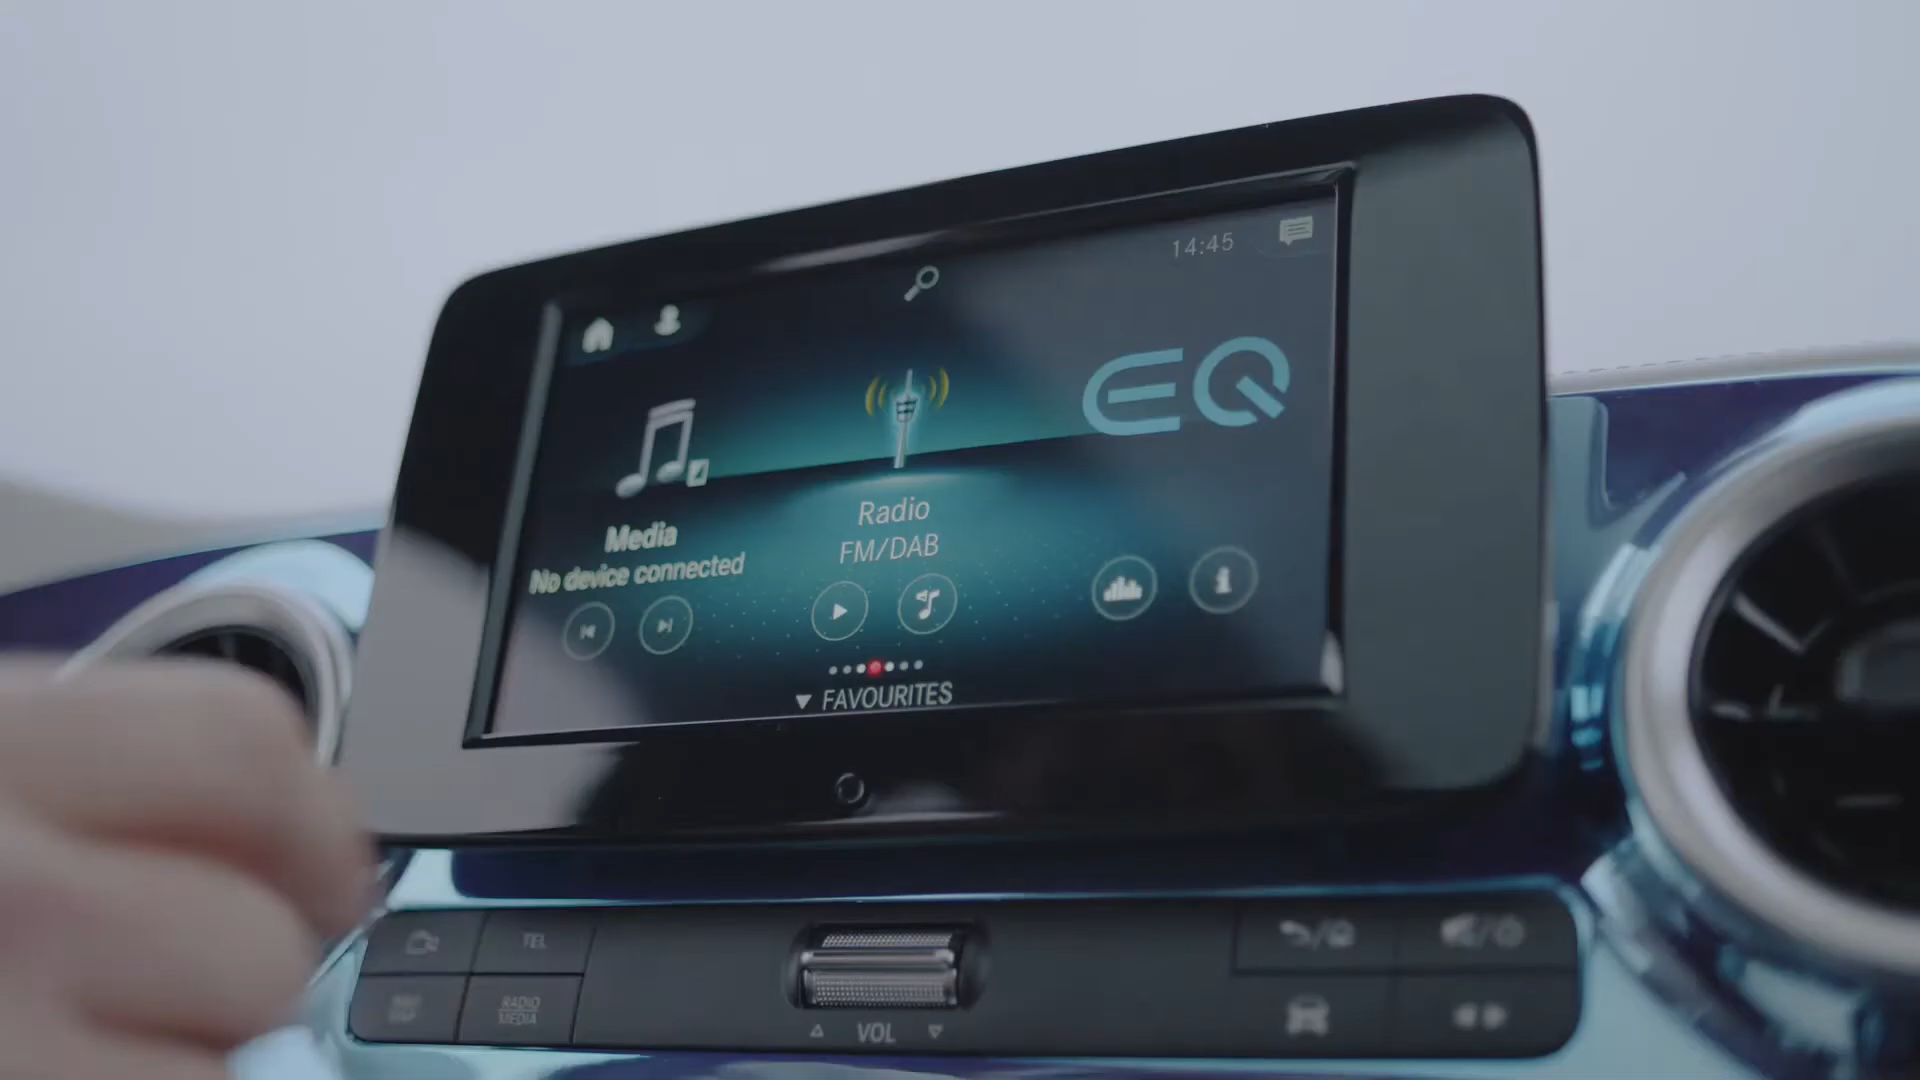 14:45
EQ
Media
No device connected
Radio
FM/DAB
FAVOURITES
TEL
RADIO
MEDIA
VOL